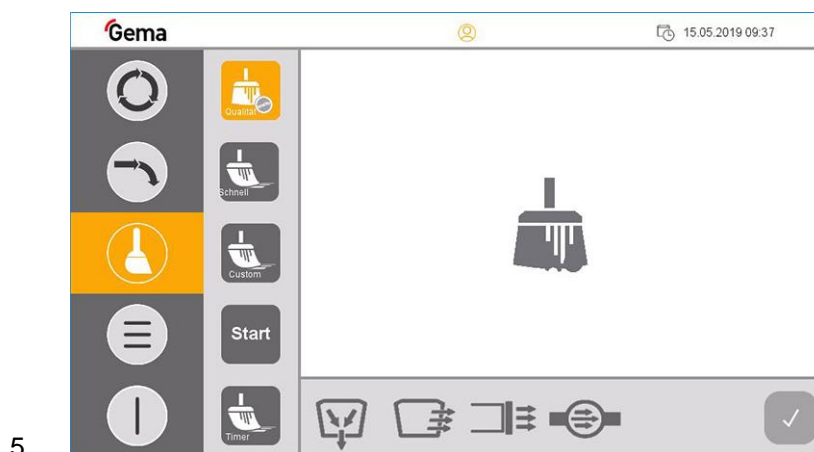 Gema
15.05.2019 09:37
Qualität
Schnell
Custom
Start
Timer
5